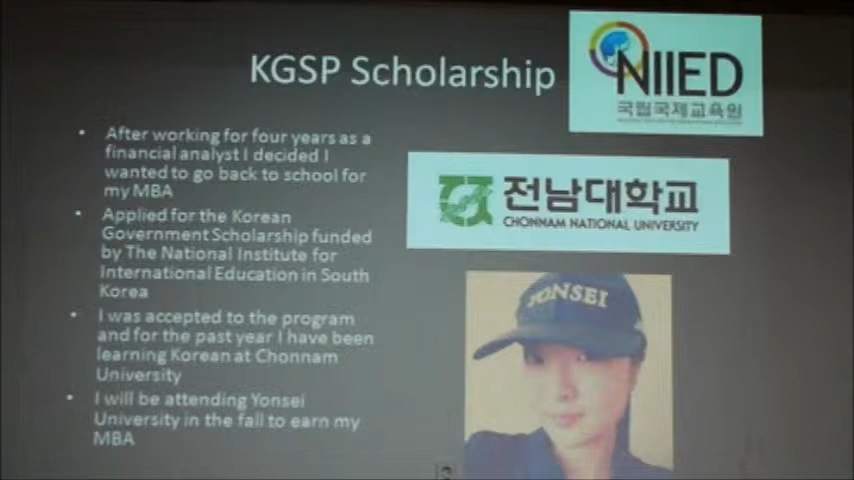 KGSP Scholarship
NIIED
국립국제교육원
• After working for four years as a
financial analyst I decided I
wanted to go back to school for
my MBA
• Applied for the Korean
Government Scholarship funded
by The National Institute for
International Education in South
Korea
• I was accepted to the program
and for the past year I have been
learning Korean at Chonnam
University
• I will be attending Yonsei
University in the fall to earn my
MBA
전남대학교
CHONNAM NATIONAL UNIVERSITY
YONSEI